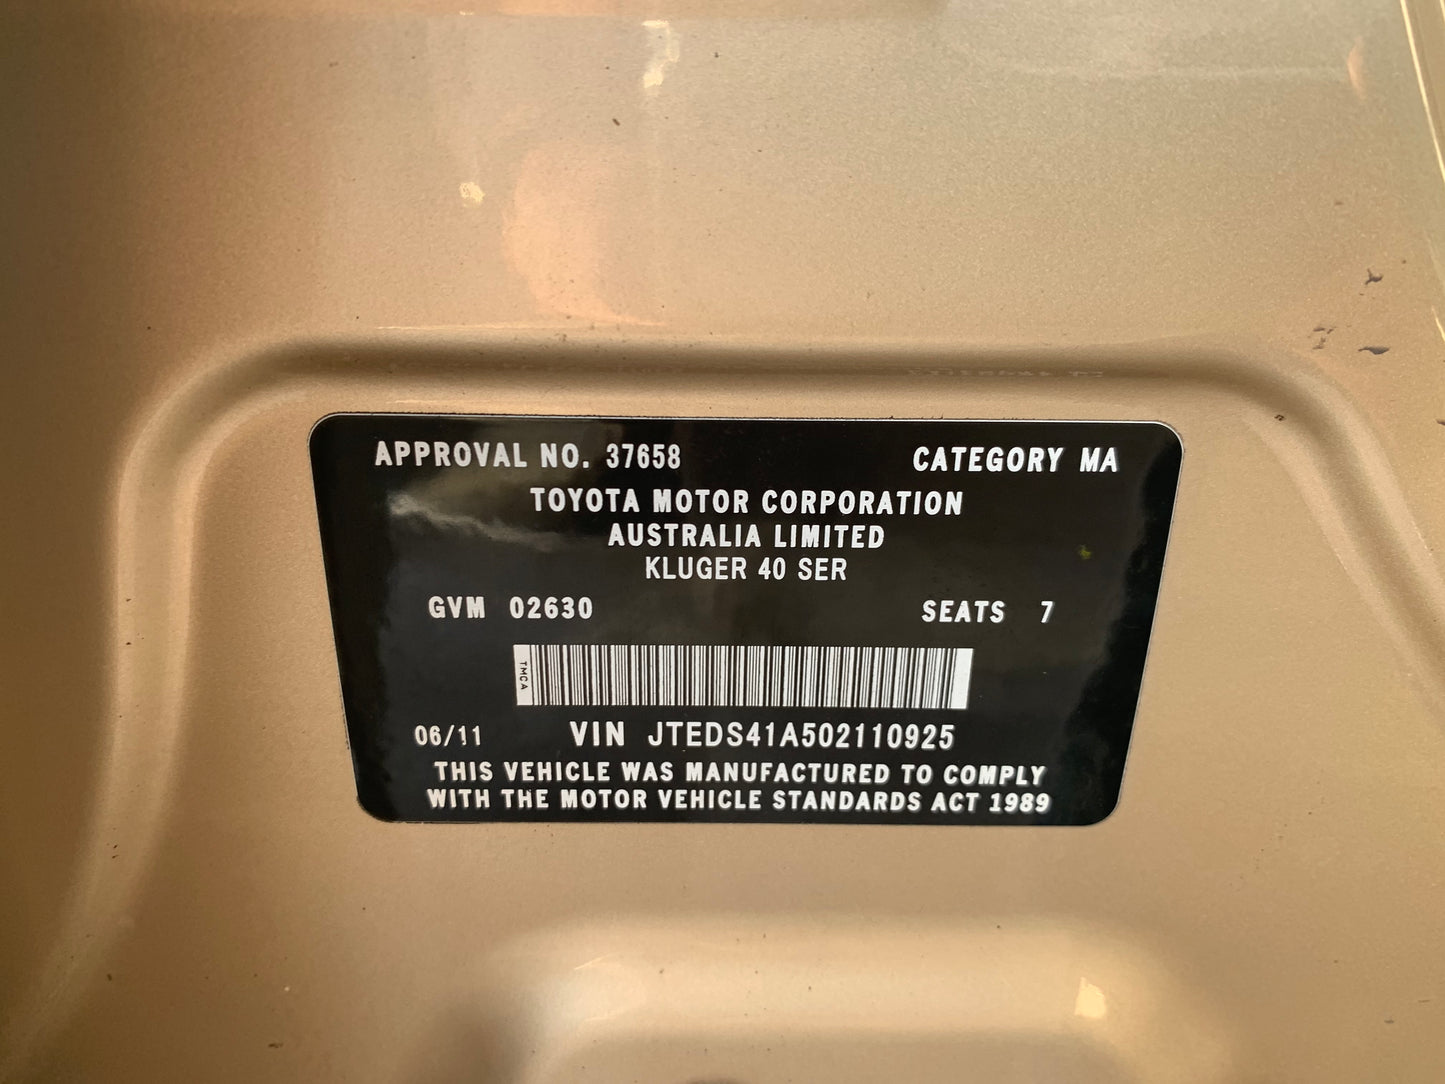 APPROVAL NO. 37658 CATEGORY MA
TOYOTA MOTOR CORPORATION
AUSTRALIA LIMITED
KLUGER 40 SER
GVM 02630 SEATS 7
TMCA
06/11 VIN JTEDS41A502110925
THIS VEHICLE WAS MANUFACTURED TO COMPLY
WITH THE MOTOR VEHICLE STANDARDS ACT 1989